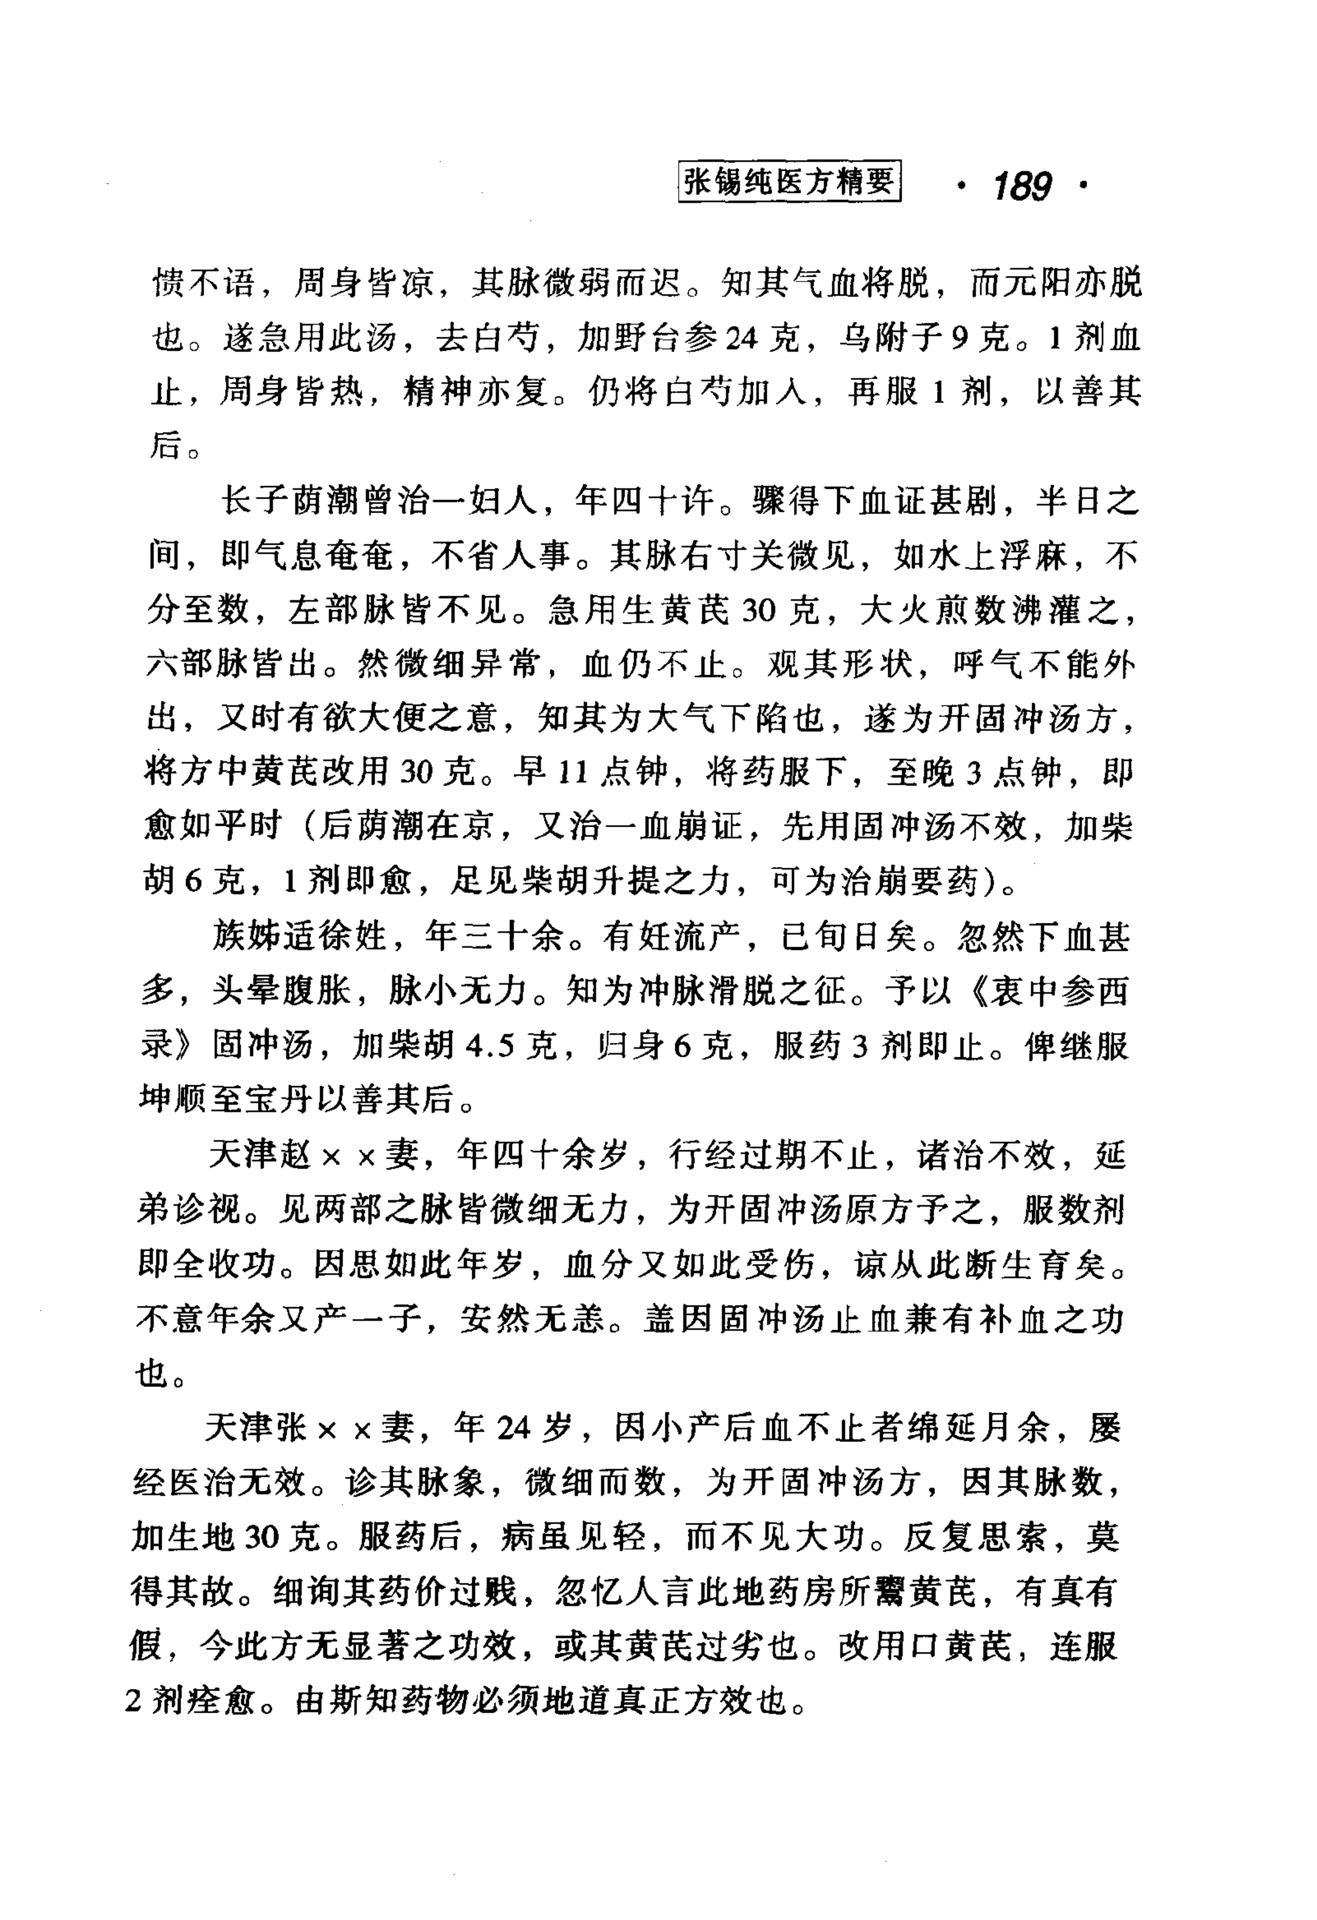 张锡纯医方精要 · 189 ·
愦不语，周身皆凉，其脉微弱而迟。知其气血将脱，而元阳亦脱
也。遂急用此汤，去白芍，加野台参24克，乌附子9克。1剂血
止，周身皆热，精神亦复。仍将白芍加入，再服1剂，以善其
后。
长子荫潮曾治一妇人，年四十许。骤得下血证甚剧，半日之
间，即气息奄奄，不省人事。其脉右寸关微见，如水上浮麻，不
分至数，左部脉皆不见。急用生黄芪30克，大火煎数沸灌之，
六部脉皆出。然微细异常，血仍不止。观其形状，呼气不能外
出，又时有欲大便之意，知其为大气下陷也，遂为开固冲汤方，
将方中黄芪改用30克。早11点钟，将药服下，至晚3点钟，即
愈如平时（后荫潮在京，又治一血崩证，先用固冲汤不效，加柴
胡6克，1剂即愈，足见柴胡升提之力，可为治崩要药）。
族姊适徐姓，年三十余。有妊流产，已旬日矣。忽然下血甚
多，头晕腹胀，脉小无力。知为冲脉滑脱之征。予以《衷中参西
录》固冲汤，加柴胡4.5克，归身6克，服药3剂即止。俾继服
坤顺至宝丹以善其后。
天津赵××妻，年四十余岁，行经过期不止，诸治不效，延
弟诊视。见两部之脉皆微细无力，为开固冲汤原方予之，服数剂
即全收功。因思如此年岁，血分又如此受伤，谅从此断生育矣。
不意年余又产一子，安然无恙。盖因固冲汤止血兼有补血之功
也。
天津张××妻，年24岁，因小产后血不止者绵延月余，屡
经医治无效。诊其脉象，微细而数，为开固冲汤方，因其脉数，
加生地30克。服药后，病虽见轻，而不见大功。反复思索，莫
得其故。细询其药价过贱，忽忆人言此地药房所鬻黄芪，有真有
假，今此方无显著之功效，或其黄芪过劣也。改用口黄芪，连服
2剂痊愈。由斯知药物必须地道真正方效也。